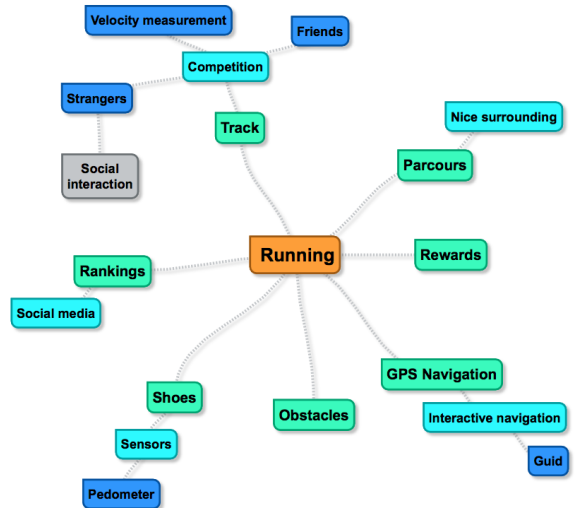 Velocity measurement
Friends
Competition
Strangers
Track
Nice surrounding
Social
interaction
Parcours
Running
Rewards
Rankings
Social media
GPS Navigation
Shoes
Obstacles
Interactive navigation
Sensors
Guid
Pedometer